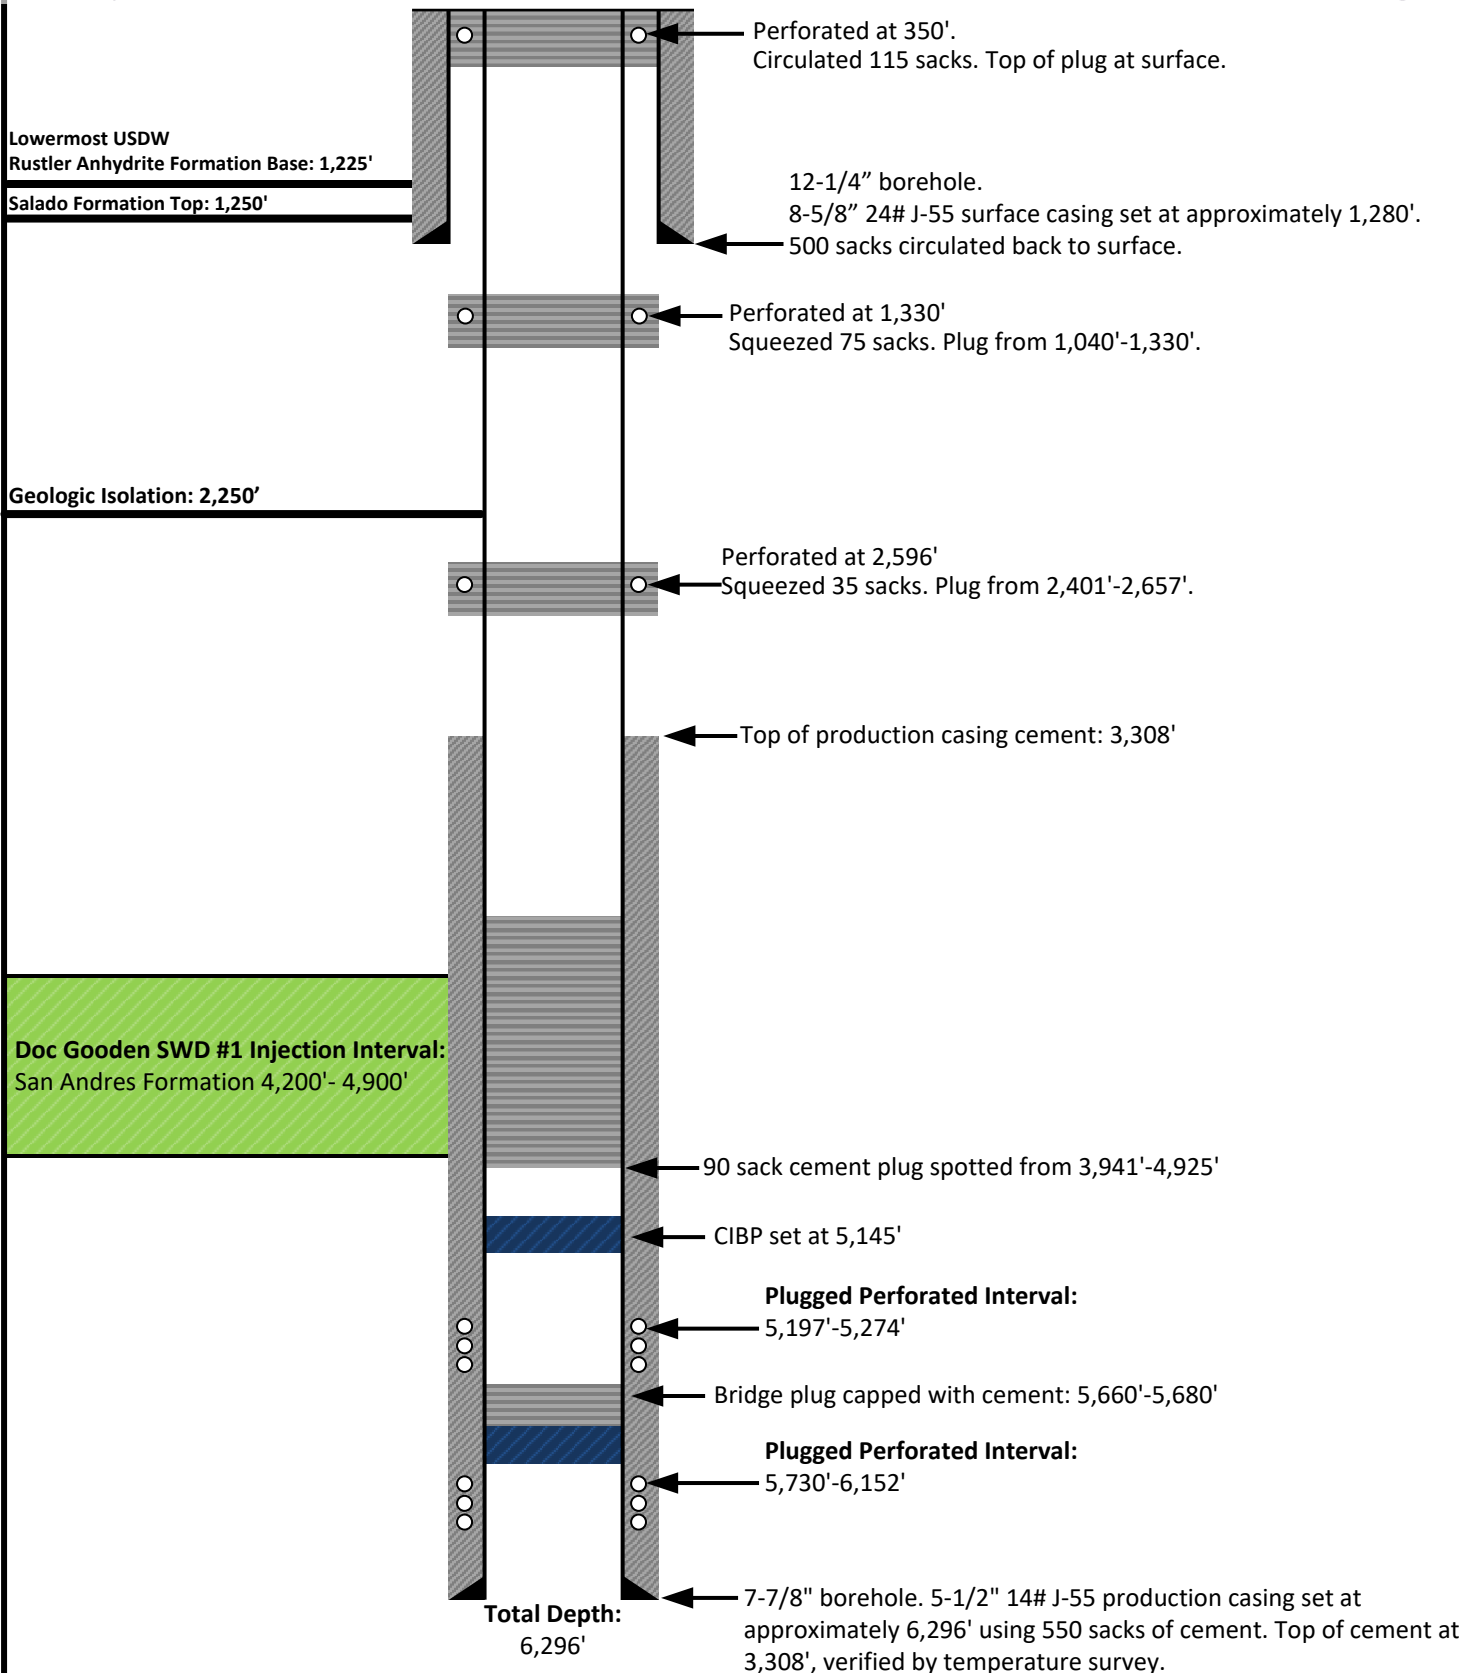 Perforated at 350'.
Circulated 115 sacks. Top of plug at surface.
Lowermost USDW
Rustler Anhydrite Formation Base: 1,225'
Salado Formation Top: 1,250'
12-1/4” borehole.
8-5/8” 24# J-55 surface casing set at approximately 1,280'.
500 sacks circulated back to surface.
Perforated at 1,330'
Squeezed 75 sacks. Plug from 1,040'-1,330'.
Geologic Isolation: 2,250’
Perforated at 2,596'
Squeezed 35 sacks. Plug from 2,401'-2,657'.
Top of production casing cement: 3,308'
Doc Gooden SWD #1 Injection Interval:
San Andres Formation 4,200'- 4,900'
90 sack cement plug spotted from 3,941'-4,925'
CIBP set at 5,145'
Plugged Perforated Interval:
5,197'-5,274'
Bridge plug capped with cement: 5,660'-5,680'
Plugged Perforated Interval:
5,730'-6,152'
7-7/8" borehole. 5-1/2" 14# J-55 production casing set at
approximately 6,296' using 550 sacks of cement. Top of cement at
3,308', verified by temperature survey.
Total Depth:
6,296'